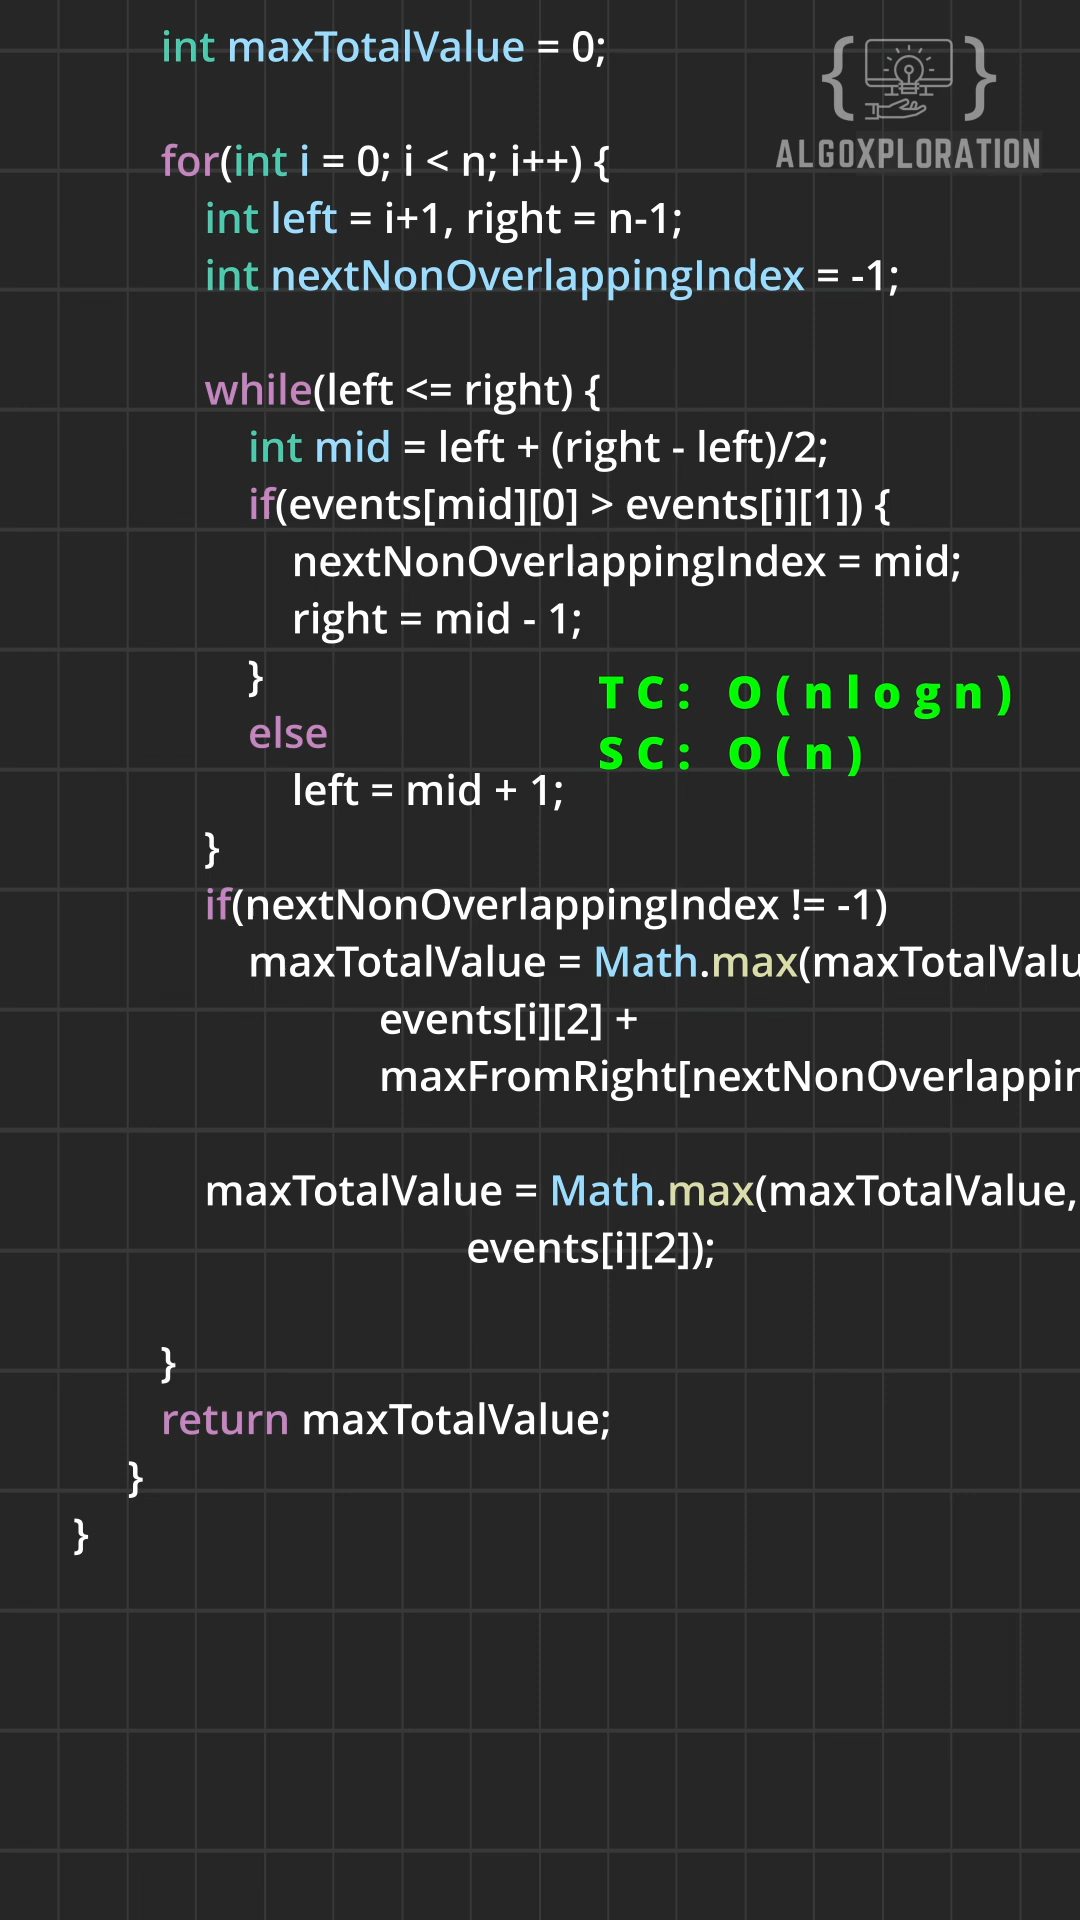 int maxTotalValue = 0;
{ }
ALGOXPLORATION
for(int i = 0; i < n; i++) {
int left = i+1, right = n-1;
int nextNonOverlappingIndex = -1;
while(left <= right) {
int mid = left + (right - left)/2;
if(events[mid][0] > events[i][1]) {
nextNonOverlappingIndex = mid;
right = mid - 1;
}
TC: O(nlogn)
else
SC: O(n)
left = mid + 1;
}
if(nextNonOverlappingIndex != -1)
maxTotalValue = Math.max(maxTotalValu
events[i][2] +
maxFromRight[nextNonOverlappin
maxTotalValue = Math.max(maxTotalValue,
events[i][2]);
}
return maxTotalValue;
}
}